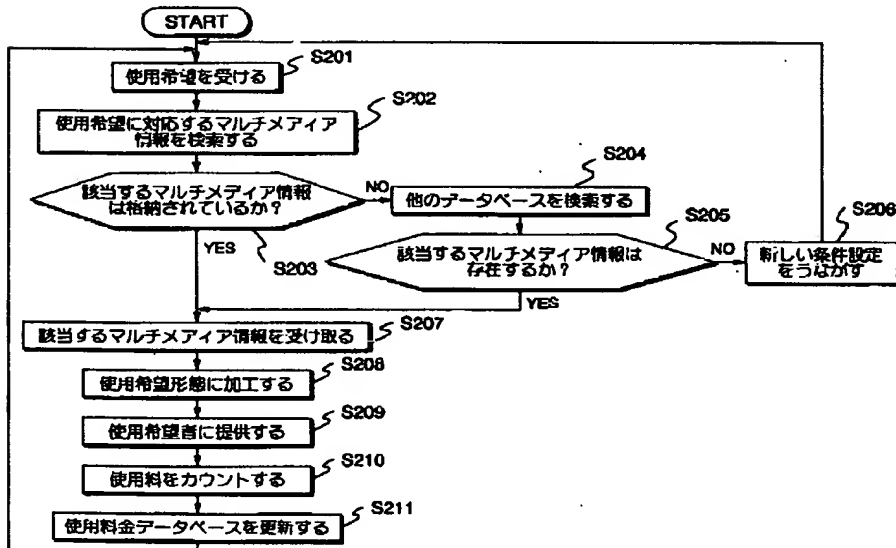 START
使用希望を受ける
S201
使用希望に対応するマルチメアィア
情報を検索する
S202
該当するマルチメディア情報
は格納されているか？
S203
NO
YES
他のデータベースを検索する
S204
該当するマルチメディア情報は
存在するか？
S205
NO
YES
新しい条件設定
をうながす
S206
該当するマルチメアィア情報を受け取る
S207
使用希望形態に加工する
S208
使用希望者に提供する
S209
使用料をカウントする
S210
使用料金データベースを更新する
S211